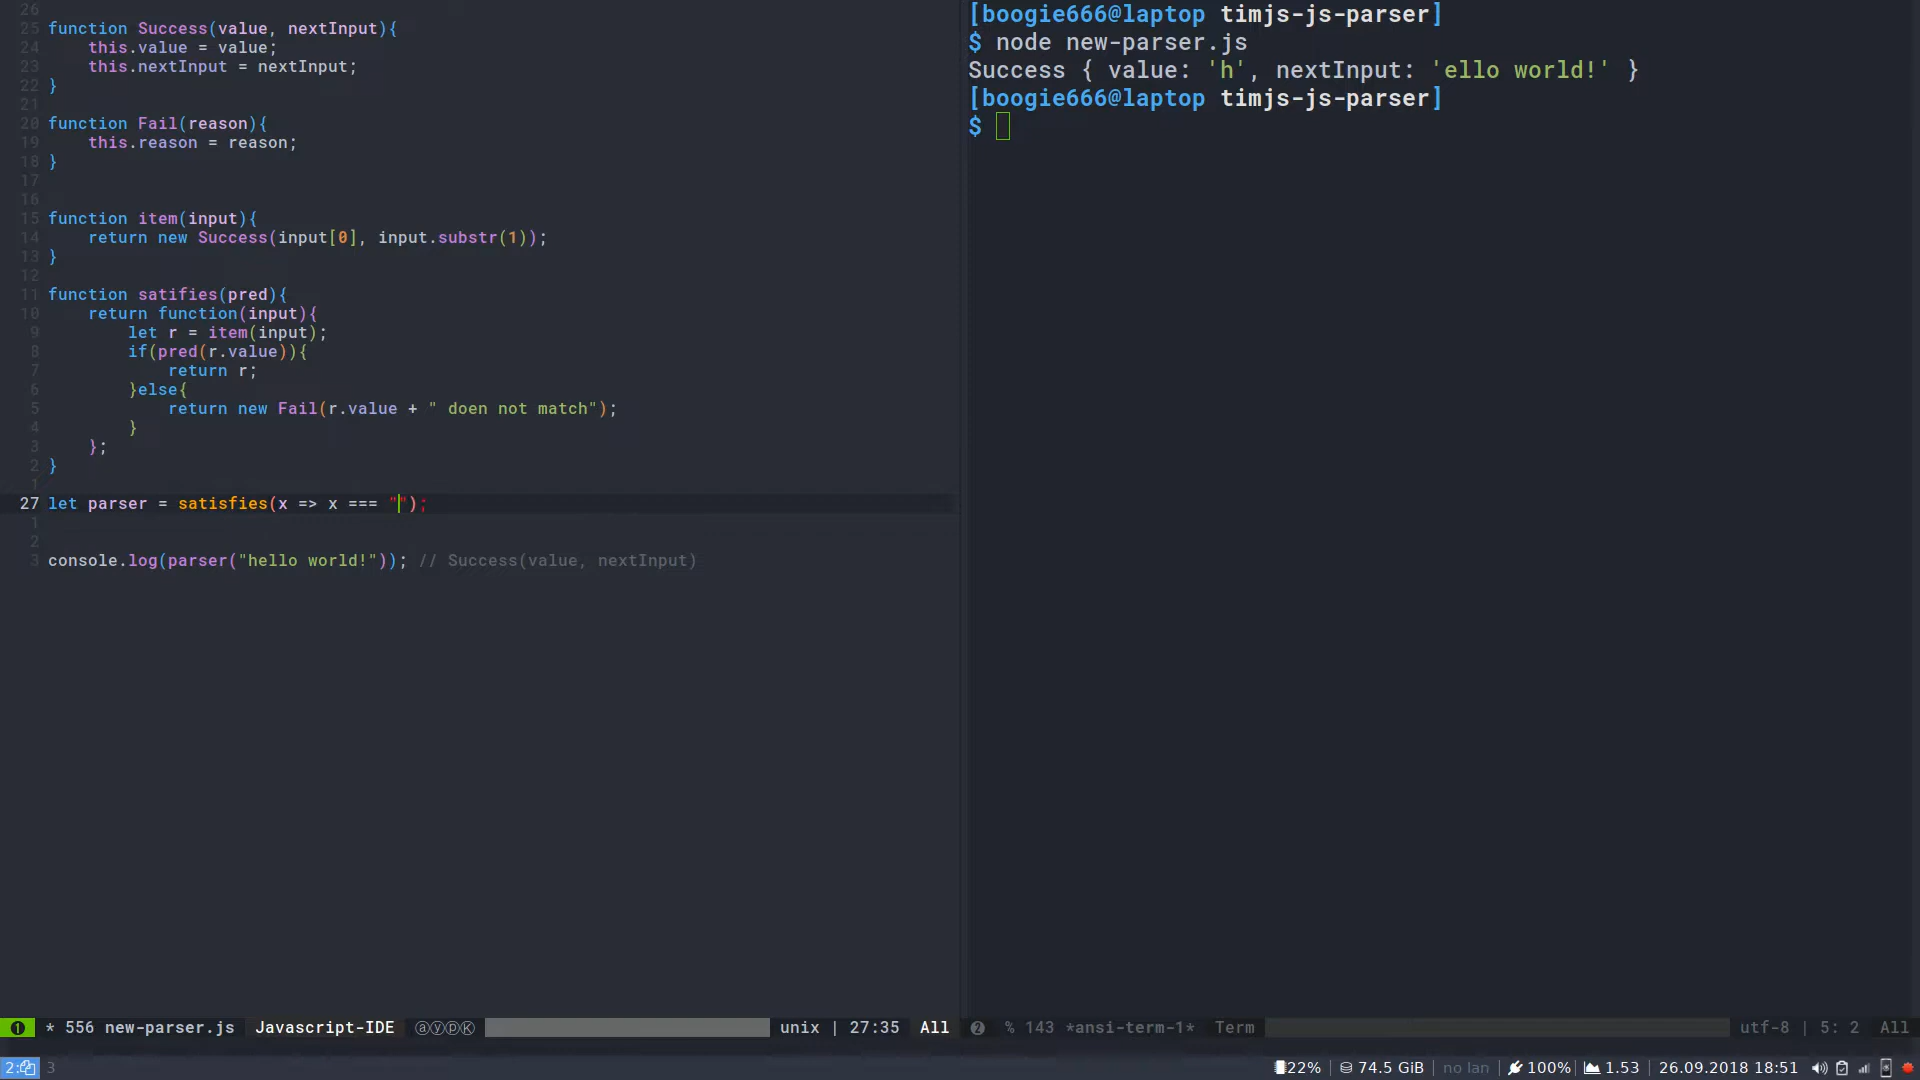 26
25 function Success(value, nextInput){
24 this.value = value;
23 this.nextInput = nextInput;
22 }
21
20 function Fail(reason){
19 this.reason = reason;
18 }
17
16
15 function item(input){
14 return new Success(input[0], input.substr(1));
13 }
12
11 function satifies(pred){
10 return function(input){
9 let r = item(input);
8 if(pred(r.value)){
7 return r;
6 }else{
5 return new Fail(r.value + " doen not match");
4 }
3 };
2 }
1
27 let parser = satisfies(x => x === "");
1
2
3 console.log(parser("hello world!")); // Success(value, nextInput)
[boogie666@laptop timjs-js-parser]
$ node new-parser.js
Success { value: 'h', nextInput: 'ello world!' }
[boogie666@laptop timjs-js-parser]
$
❶ * 556 new-parser.js Javascript-IDE ⓐⓨⓟⓀ unix | 27:35 All
❷ % 143 *ansi-term-1* Term utf-8 | 5: 2 All
2: 3 22% | 74.5 GiB | no lan | 100% | 1.53 | 26.09.2018 18:51